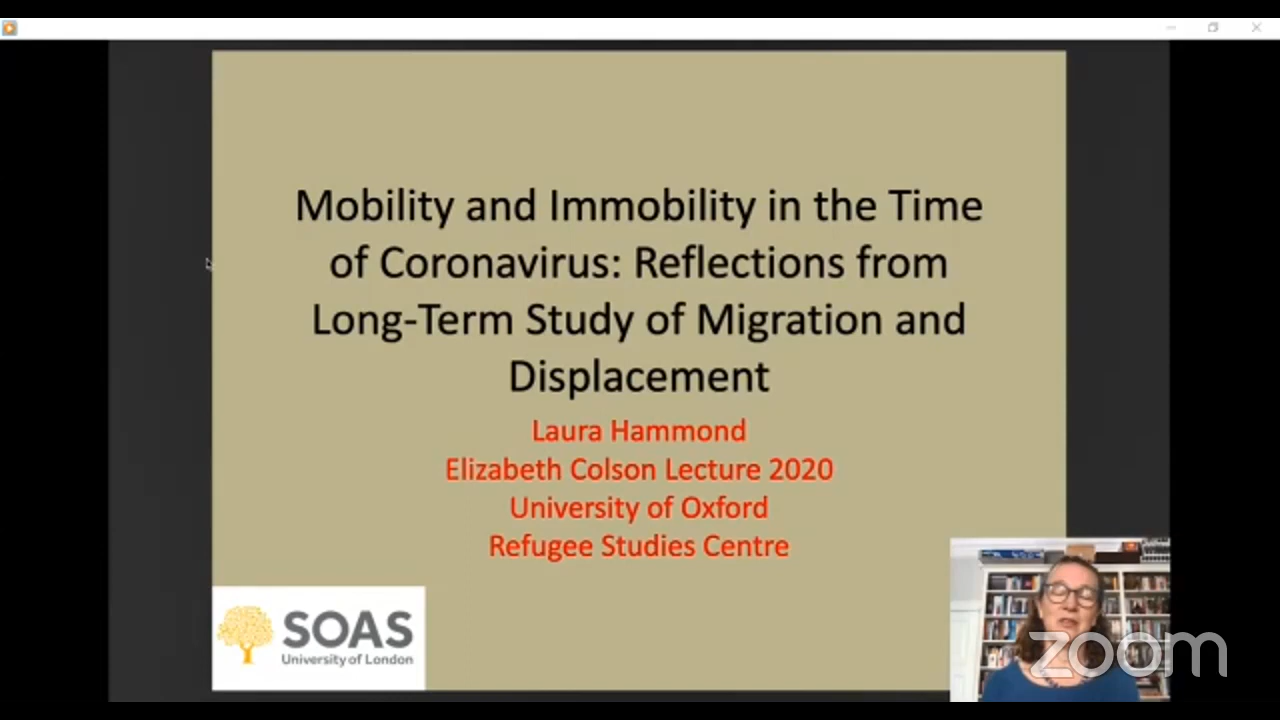 Mobility and Immobility in the Time
of Coronavirus: Reflections from
Long-Term Study of Migration and
Displacement
Laura Hammond
Elizabeth Colson Lecture 2020
University of Oxford
Refugee Studies Centre
SOAS
University of London
zoom